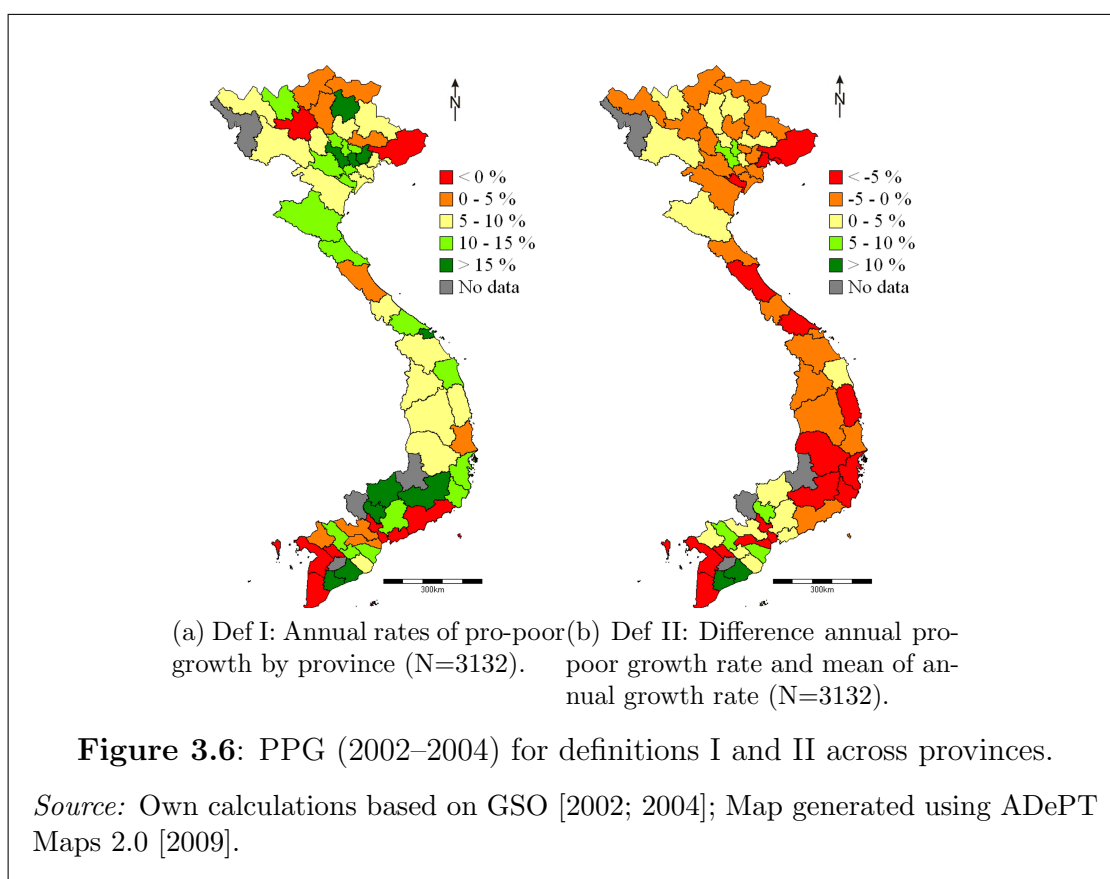 N
< 0 %
0 - 5 %
5 - 10 %
10 - 15 %
> 15 %
No data
300km
N
< -5 %
-5 - 0 %
0 - 5 %
5 - 10 %
> 10 %
No data
300km
(a) Def I: Annual rates of pro-poor
growth by province (N=3132).
(b) Def II: Difference annual pro-
poor growth rate and mean of an-
nual growth rate (N=3132).
Figure 3.6: PPG (2002–2004) for definitions I and II across provinces.
Source: Own calculations based on GSO [2002; 2004]; Map generated using ADePT
Maps 2.0 [2009].